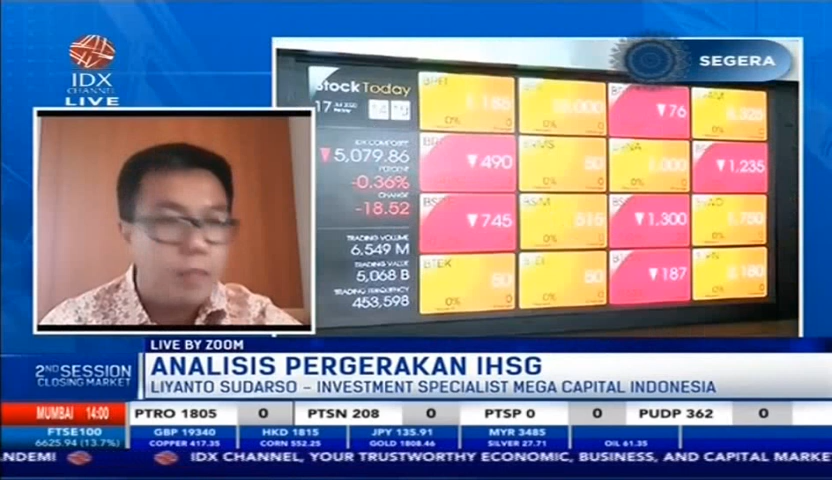 IDX
CHANNEL
LIVE
SEGERA
Stock Today
17 Jul 2020
IDX COMPOSITE
▼5,079.86
PERCENT
-0.36%
CHANGE
-18.52
TRADING VOLUME
6,549 M
TRADING VALUE
5,068 B
TRADING FREQUENCY
453,598
0% 0
▼76
▼490
50
1,000
▼1,235
▼745
515
▼1,300
BTEK
50
50
▼187
LIVE BY ZOOM
2ND SESSION
CLOSING MARKET
ANALISIS PERGERAKAN IHSG
LIYANTO SUDARSO – INVESTMENT SPECIALIST MEGA CAPITAL INDONESIA
MUMBAI 14:00
PTRO 1805 0 PTSN 208 0 PTSP 0 0 PUDP 362 0
FTSE100
6625.94 (13.7%)
GBP 19340 HKD 1815 JPY 135.91 MYR 3485
COPPER 417.35 CORN 552.25 GOLD 1808.46 SILVER 27.71 OIL 61.35
ANDEMI IDX CHANNEL, YOUR TRUSTWORTHY ECONOMIC, BUSINESS, AND CAPITAL MARKE